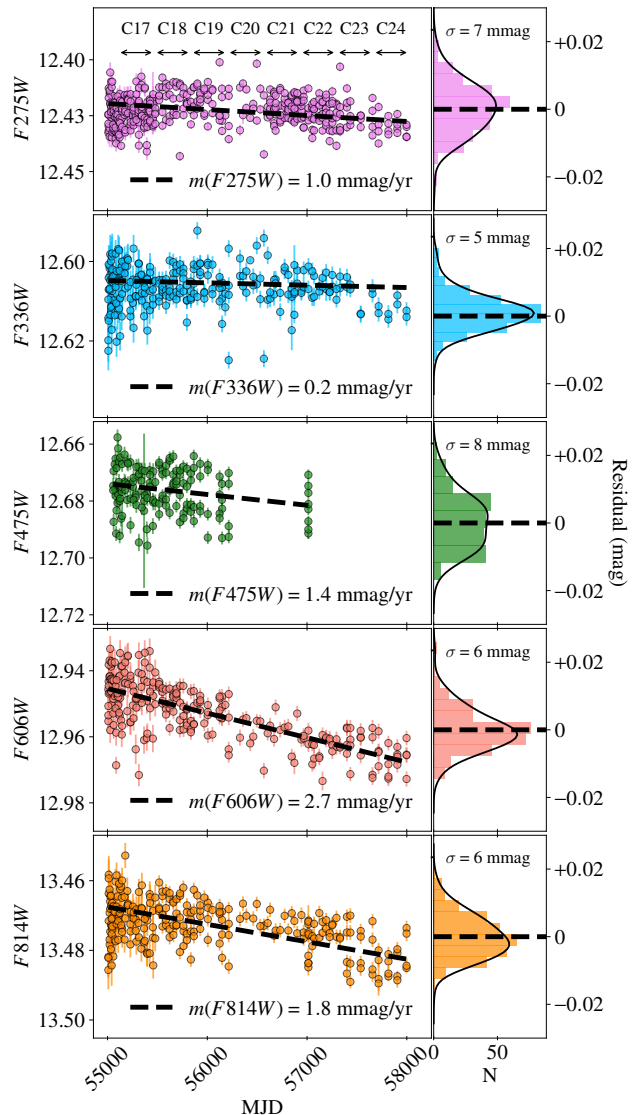 C17 C18 C19 C20 C21 C22 C23 C24
F275W
12.40
12.43
12.45
m(F275W) = 1.0 mmag/yr
σ = 7 mmag
+0.02
0
−0.02
F336W
12.60
12.62
m(F336W) = 0.2 mmag/yr
σ = 5 mmag
+0.02
0
−0.02
F475W
12.66
12.68
12.70
12.72
m(F475W) = 1.4 mmag/yr
σ = 8 mmag
+0.02
0
−0.02
Residual (mag)
F606W
12.94
12.96
12.98
m(F606W) = 2.7 mmag/yr
σ = 6 mmag
+0.02
0
−0.02
F814W
13.46
13.48
13.50
m(F814W) = 1.8 mmag/yr
σ = 6 mmag
+0.02
0
−0.02
55000 56000 57000 58000
MJD
0 50
N